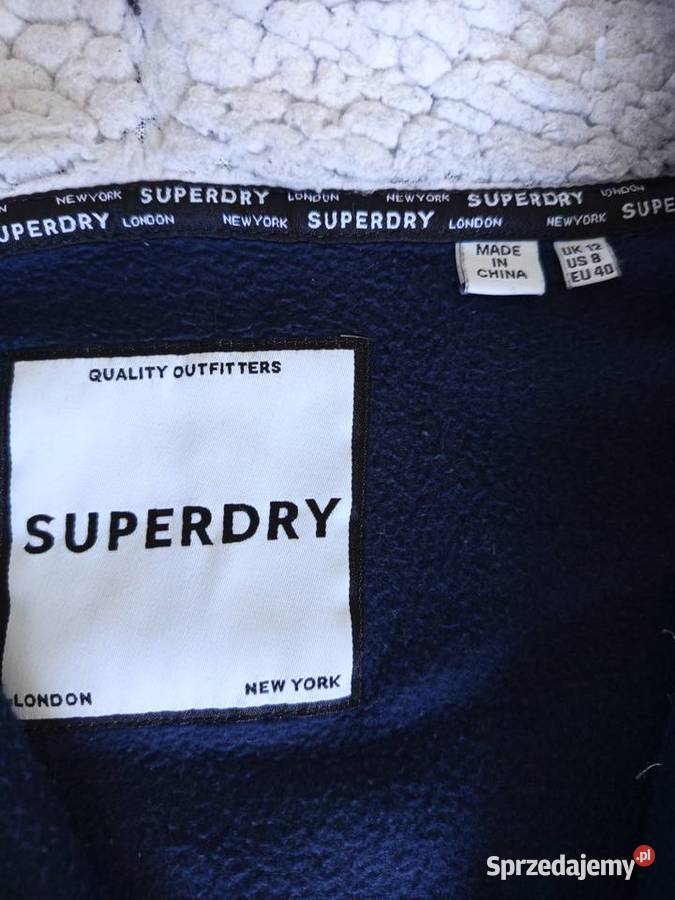 NEWYORK SUPERDRY LONDON NEWYORK SUPERDRY LONDON
UPERDRY LONDON NEWYORK SUPERDRY LONDON NEWYORK SUPE
MADE
IN
CHINA
UK 12
US 8
EU 40
QUALITY OUTFITTERS
SUPERDRY
LONDON NEW YORK
Sprzedajemy.pl